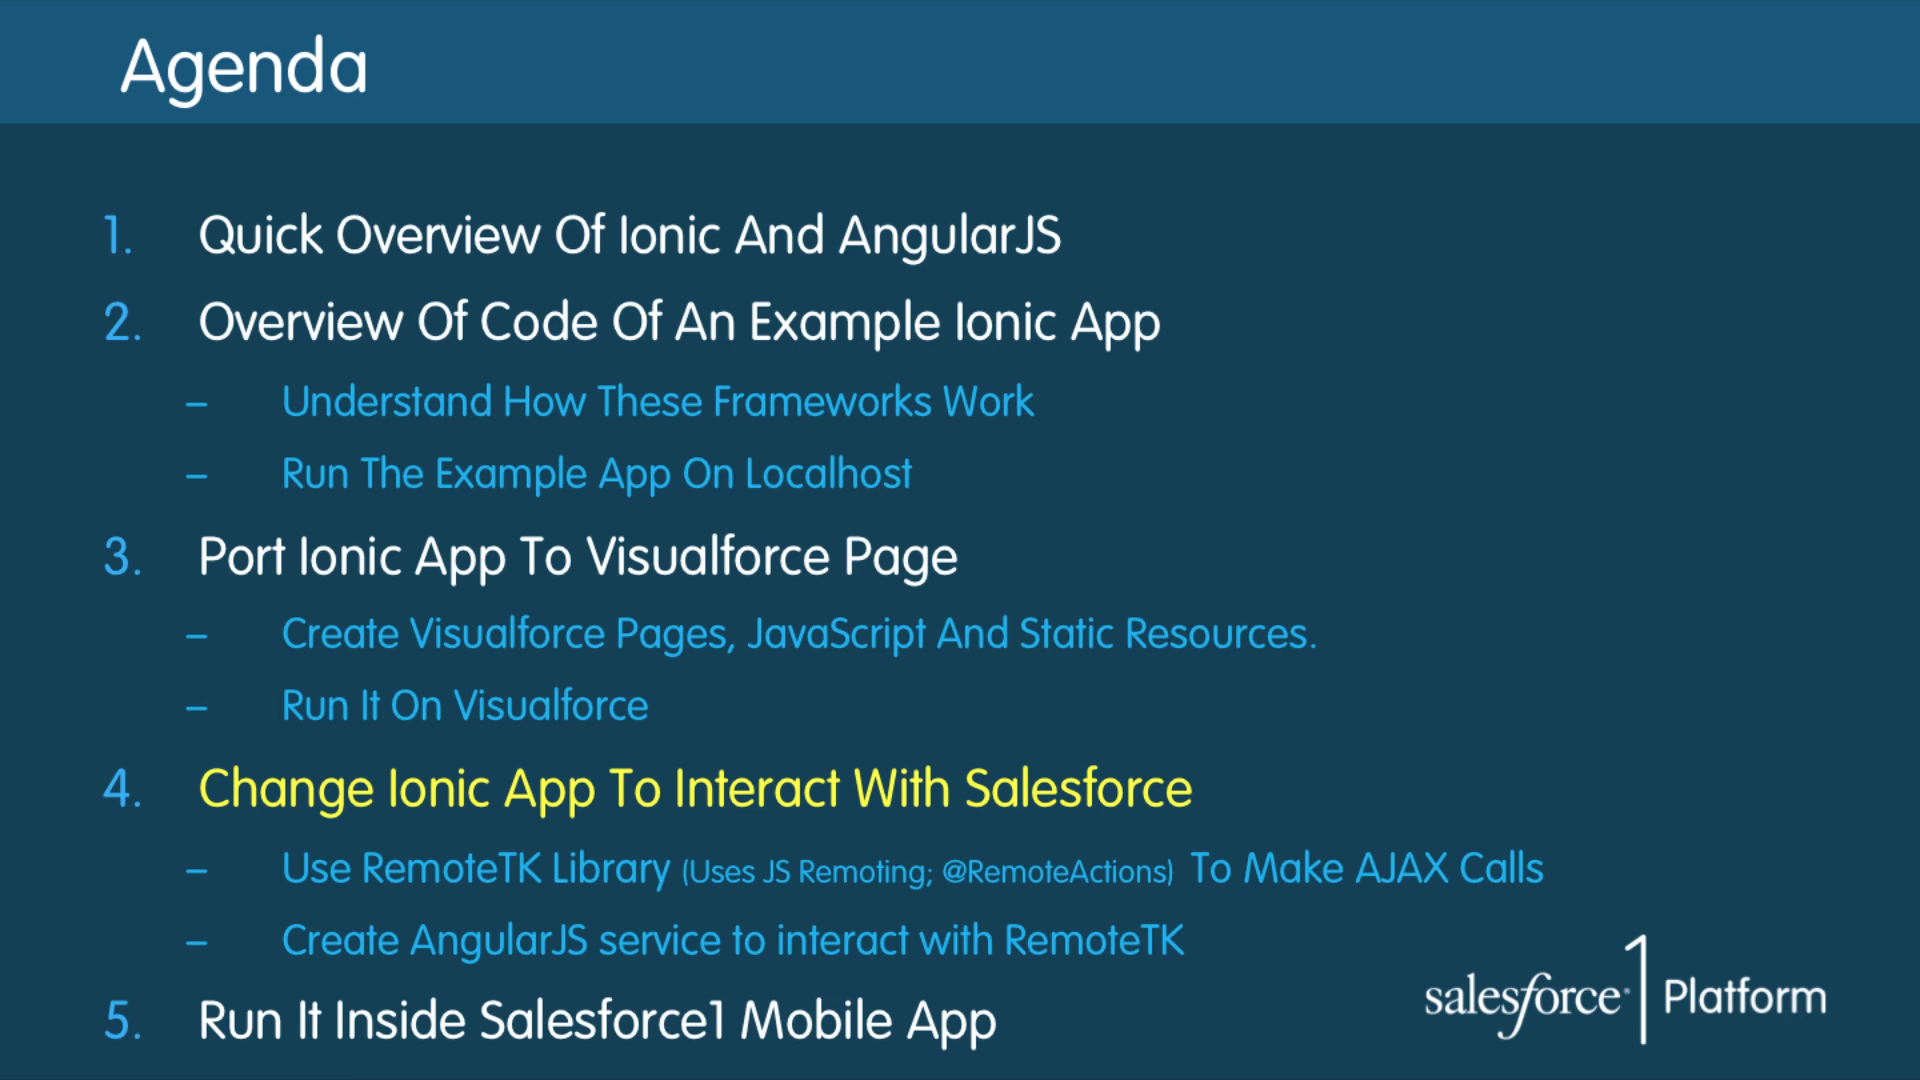 Agenda
1. Quick Overview Of Ionic And AngularJS
2. Overview Of Code Of An Example Ionic App
– Understand How These Frameworks Work
– Run The Example App On Localhost
3. Port Ionic App To Visualforce Page
– Create Visualforce Pages, JavaScript And Static Resources.
– Run It On Visualforce
4. Change Ionic App To Interact With Salesforce
– Use RemoteTK Library (Uses JS Remoting; @RemoteActions) To Make AJAX Calls
– Create AngularJS service to interact with RemoteTK
5. Run It Inside Salesforce1 Mobile App
salesforce1 Platform